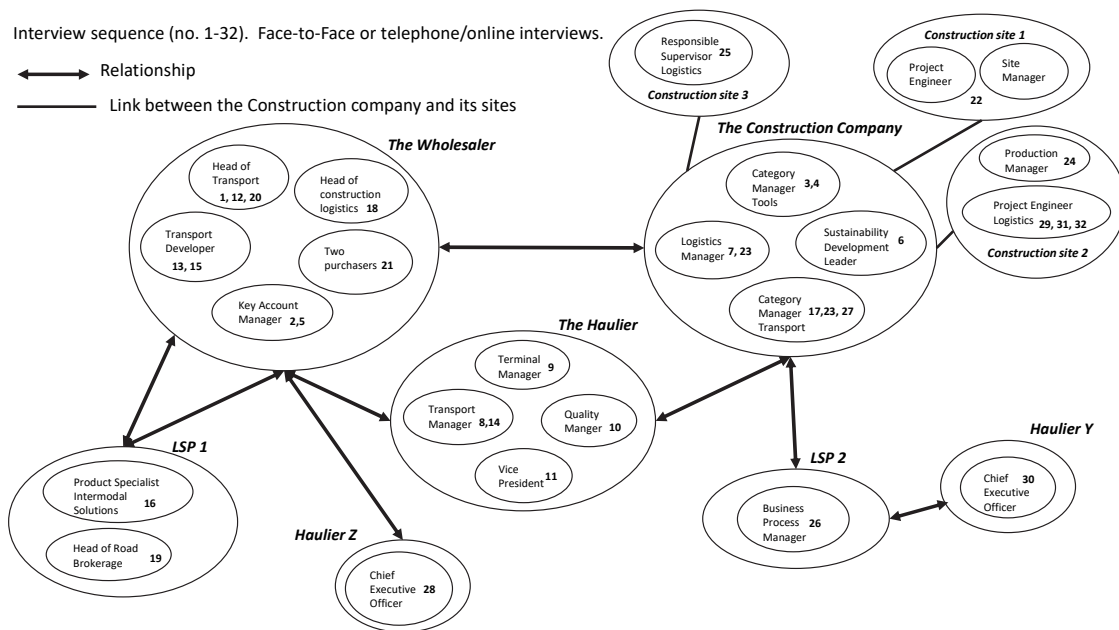 Interview sequence (no. 1-32). Face-to-Face or telephone/online interviews.
Relationship
Link between the Construction company and its sites
Responsible
Supervisor 25
Logistics
Construction site 3
Construction site 1
Project
Engineer
Site
Manager
22
Production
Manager 24
Project Engineer
Logistics 29, 31, 32
Construction site 2
The Wholesaler
Head of
Transport
1, 12, 20
Head of
construction
logistics 18
Transport
Developer
13, 15
Two
purchasers 21
Key Account
Manager 2,5
The Construction Company
Category
Manager 3,4
Tools
Logistics
Manager 7, 23
Sustainability
Development 6
Leader
Category
Manager 17,23, 27
Transport
The Haulier
Terminal
Manager 9
Transport
Manager 8,14
Quality
Manger 10
Vice
President 11
LSP 1
Product Specialist
Intermodal
Solutions 16
Head of Road
Brokerage 19
Haulier Z
Chief
Executive 28
Officer
LSP 2
Business
Process 26
Manager
Haulier Y
Chief 30
Executive
Officer